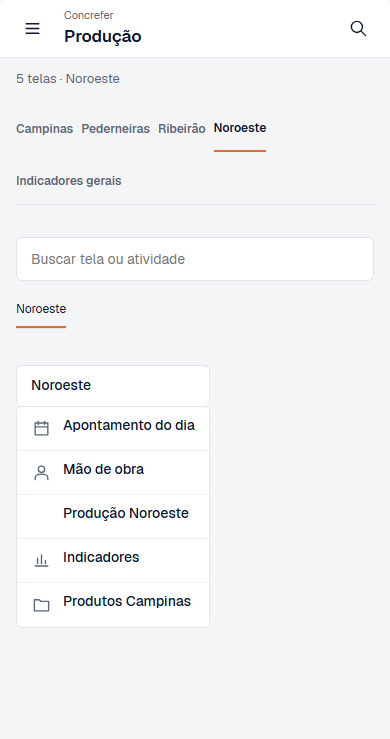 Concrefer
Produção
5 telas · Noroeste
Campinas Pederneiras Ribeirão Noroeste
Indicadores gerais
Buscar tela ou atividade
Noroeste
Noroeste
Apontamento do dia
Mão de obra
Produção Noroeste
Indicadores
Produtos Campinas